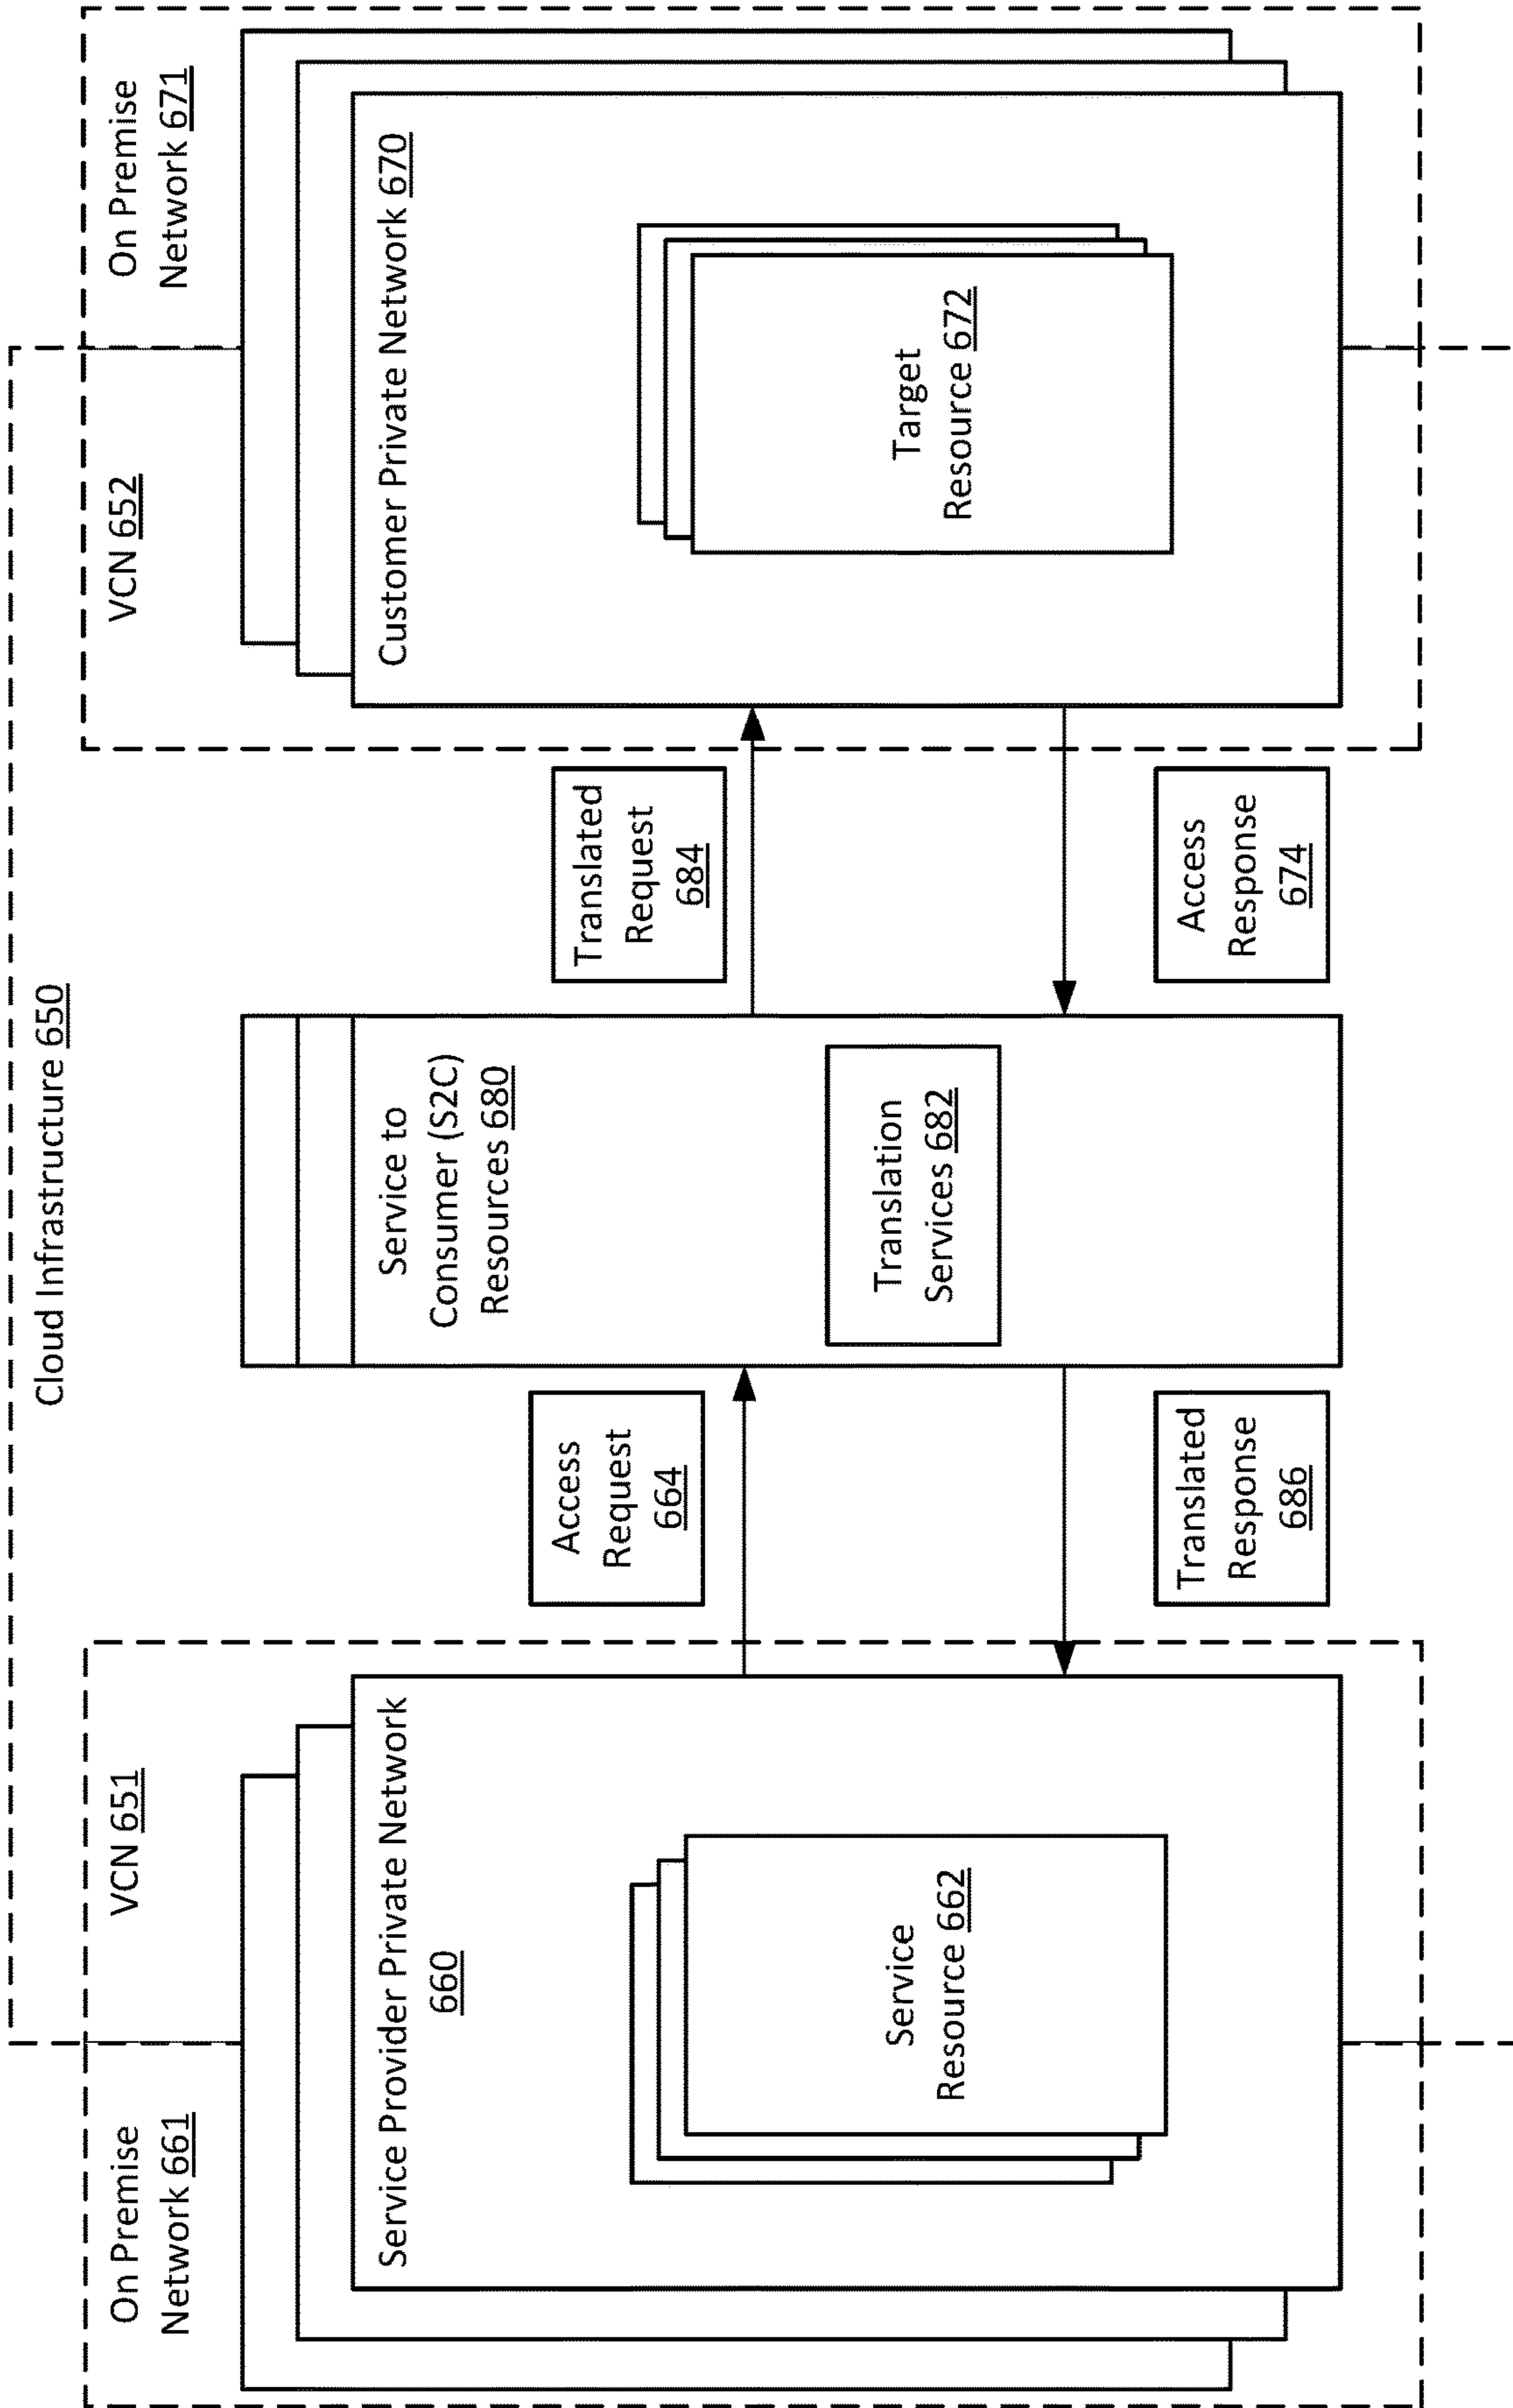 Cloud Infrastructure 650
On Premise
Network 661
VCN 651
Service Provider Private Network
660
Service
Resource 662
Access
Request
664
Translated
Response
686
Service to
Consumer (S2C)
Resources 680
Translation
Services 682
Translated
Request
684
Access
Response
674
VCN 652
On Premise
Network 671
Customer Private Network 670
Target
Resource 672